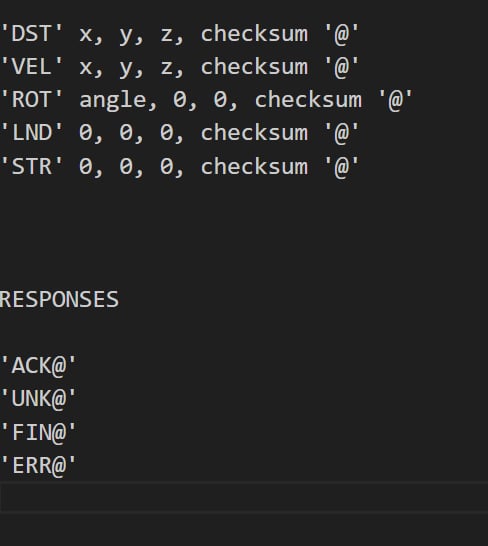 'DST' x, y, z, checksum '@'
'VEL' x, y, z, checksum '@'
'ROT' angle, 0, 0, checksum '@'
'LND' 0, 0, 0, checksum '@'
'STR' 0, 0, 0, checksum '@'
RESPONSES
'ACK@'
'UNK@'
'FIN@'
'ERR@'